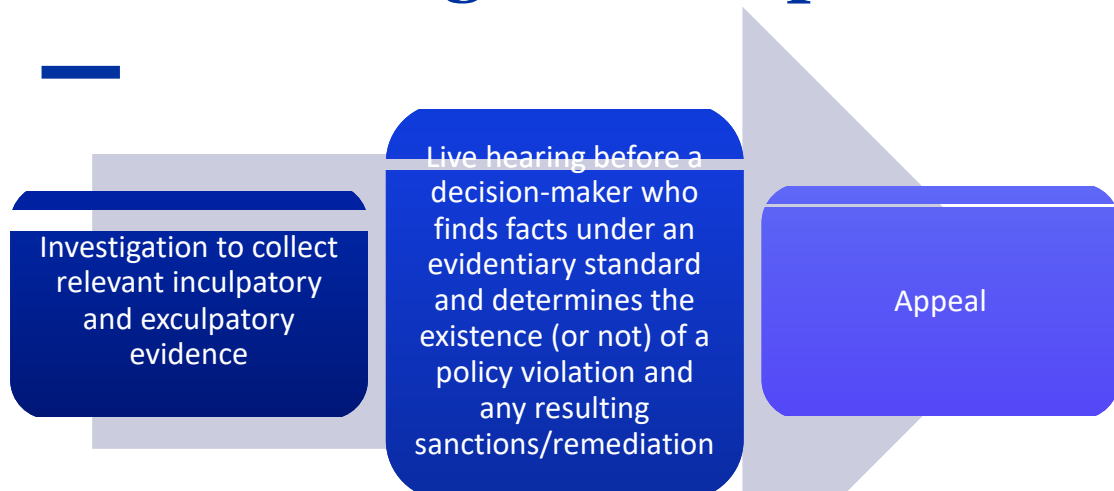 Investigation to collect
relevant inculpatory
and exculpatory
evidence
Live hearing before a
decision-maker who
finds facts under an
evidentiary standard
and determines the
existence (or not) of a
policy violation and
any resulting
sanctions/remediation
Appeal